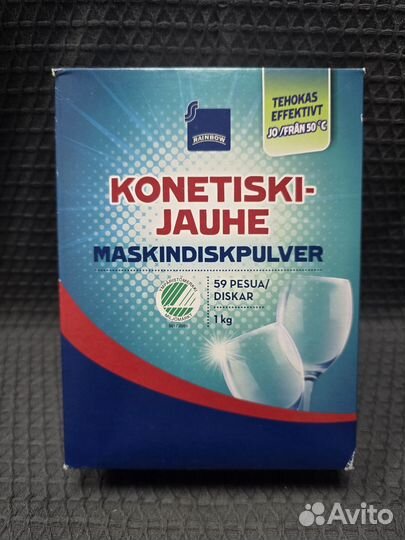 TEHOKAS
EFFEKTIVT
JO/FRÅN 50 °C
RAINBOW
KONETISKI-
JAUHE
MASKINDISKPULVER
59 PESUA/
DISKAR
1 kg
Avito